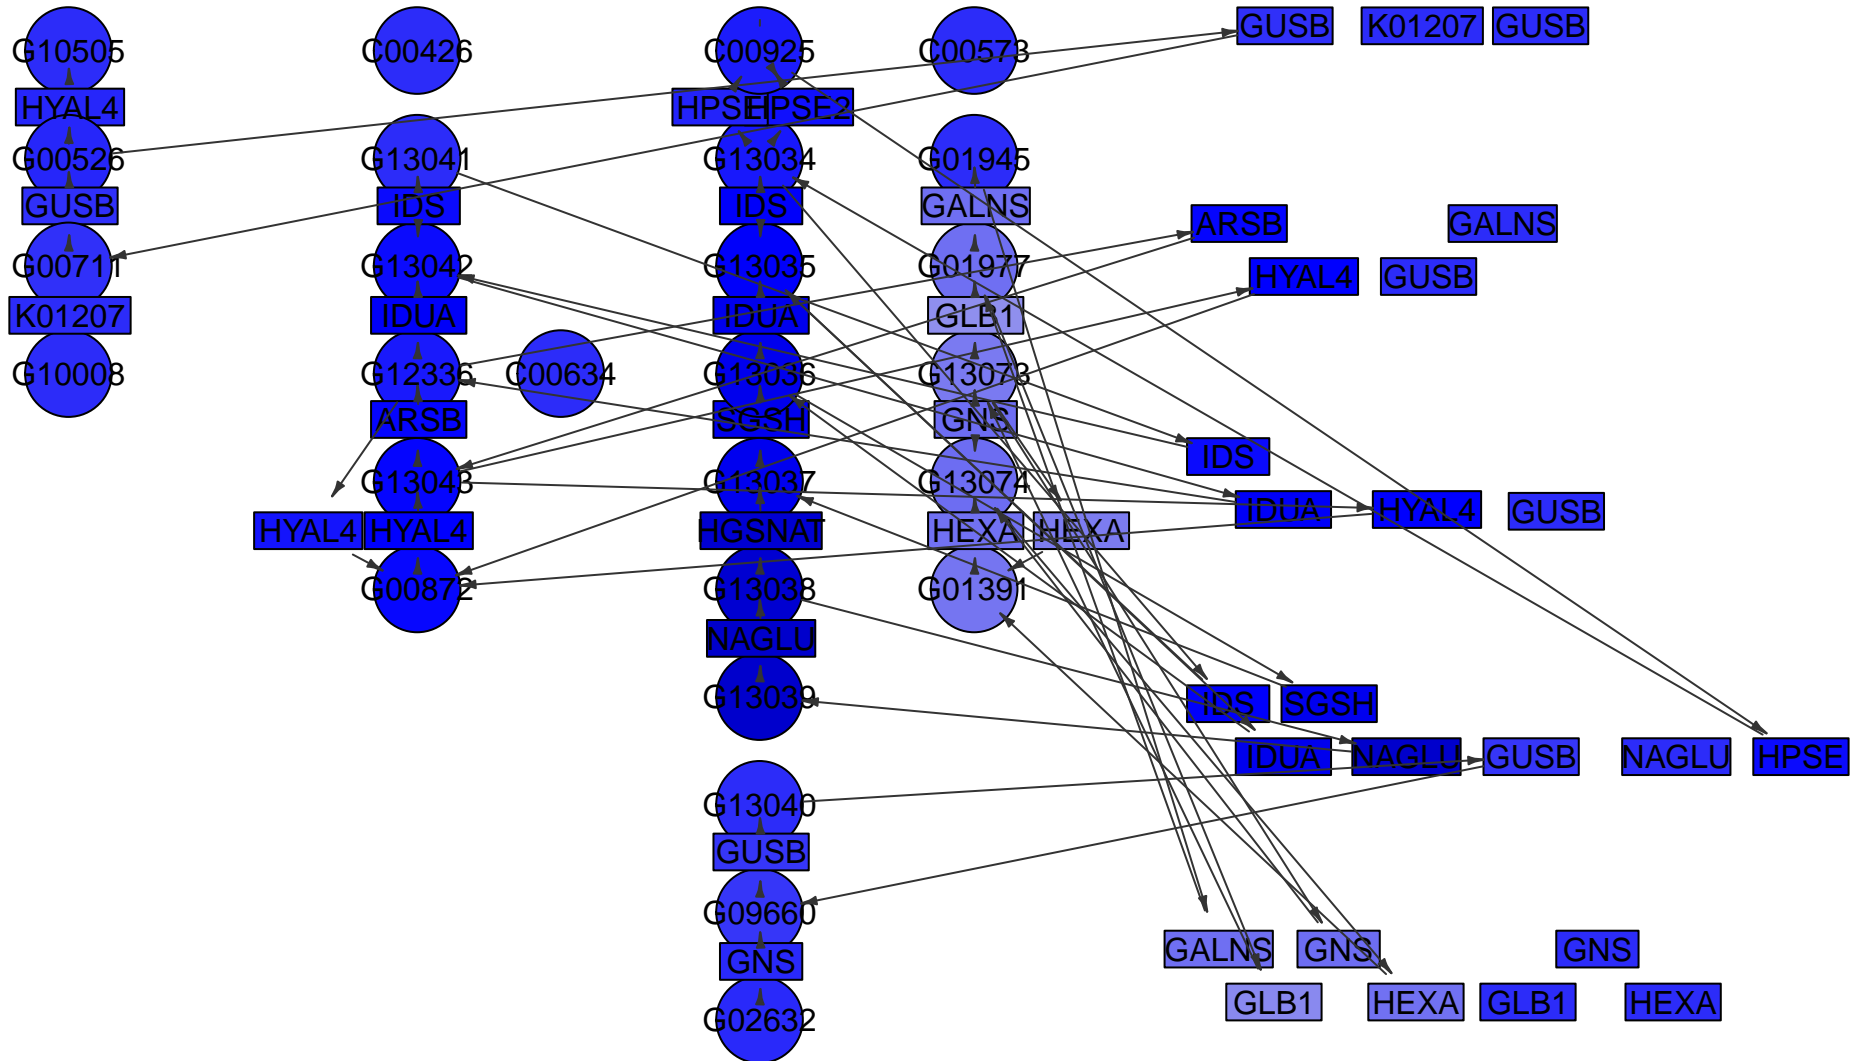 G10505 C00426 C00925 C00573 GUSB K01207 GUSB
HYAL4 HPSE HPSE2
G00526 G13041 G13034 G01945
GUSB IDS IDS GALNS ARSB GALNS
G00711 G13042 G13035 G01977 HYAL4 GUSB
K01207 IDUA IDUA GLB1
G10008 G12336 C00634 G13036 G13073
ARSB SGSH GNS
IDS
G13043 G13037 G13074
IDUA HYAL4 GUSB
HYAL4 HYAL4 HGSNAT HEXA HEXA
G00872 G13038 G01391
NAGLU
G13039 IDS SGSH
IDUA NAGLU GUSB NAGLU HPSE
G13040
GUSB
G09660
GNS GALNS GNS GNS
GLB1 HEXA GLB1 HEXA
G02632